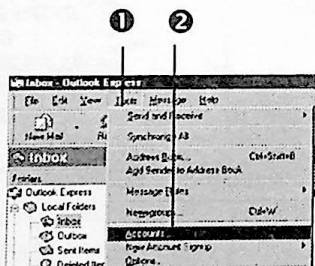 1 2
Inbox - Outlook Express
File Edit View Tools Message Help
New Mail
Send and Receive
Synchronize All
Inbox
Address Book... Ctrl+Shift+B
Add Sender to Address Book
Folders
Outlook Express
Message Rules
Local Folders
Newsgroups... Ctrl+W
Inbox
Outbox
Accounts...
Sent Items
New Account Signup
Options...